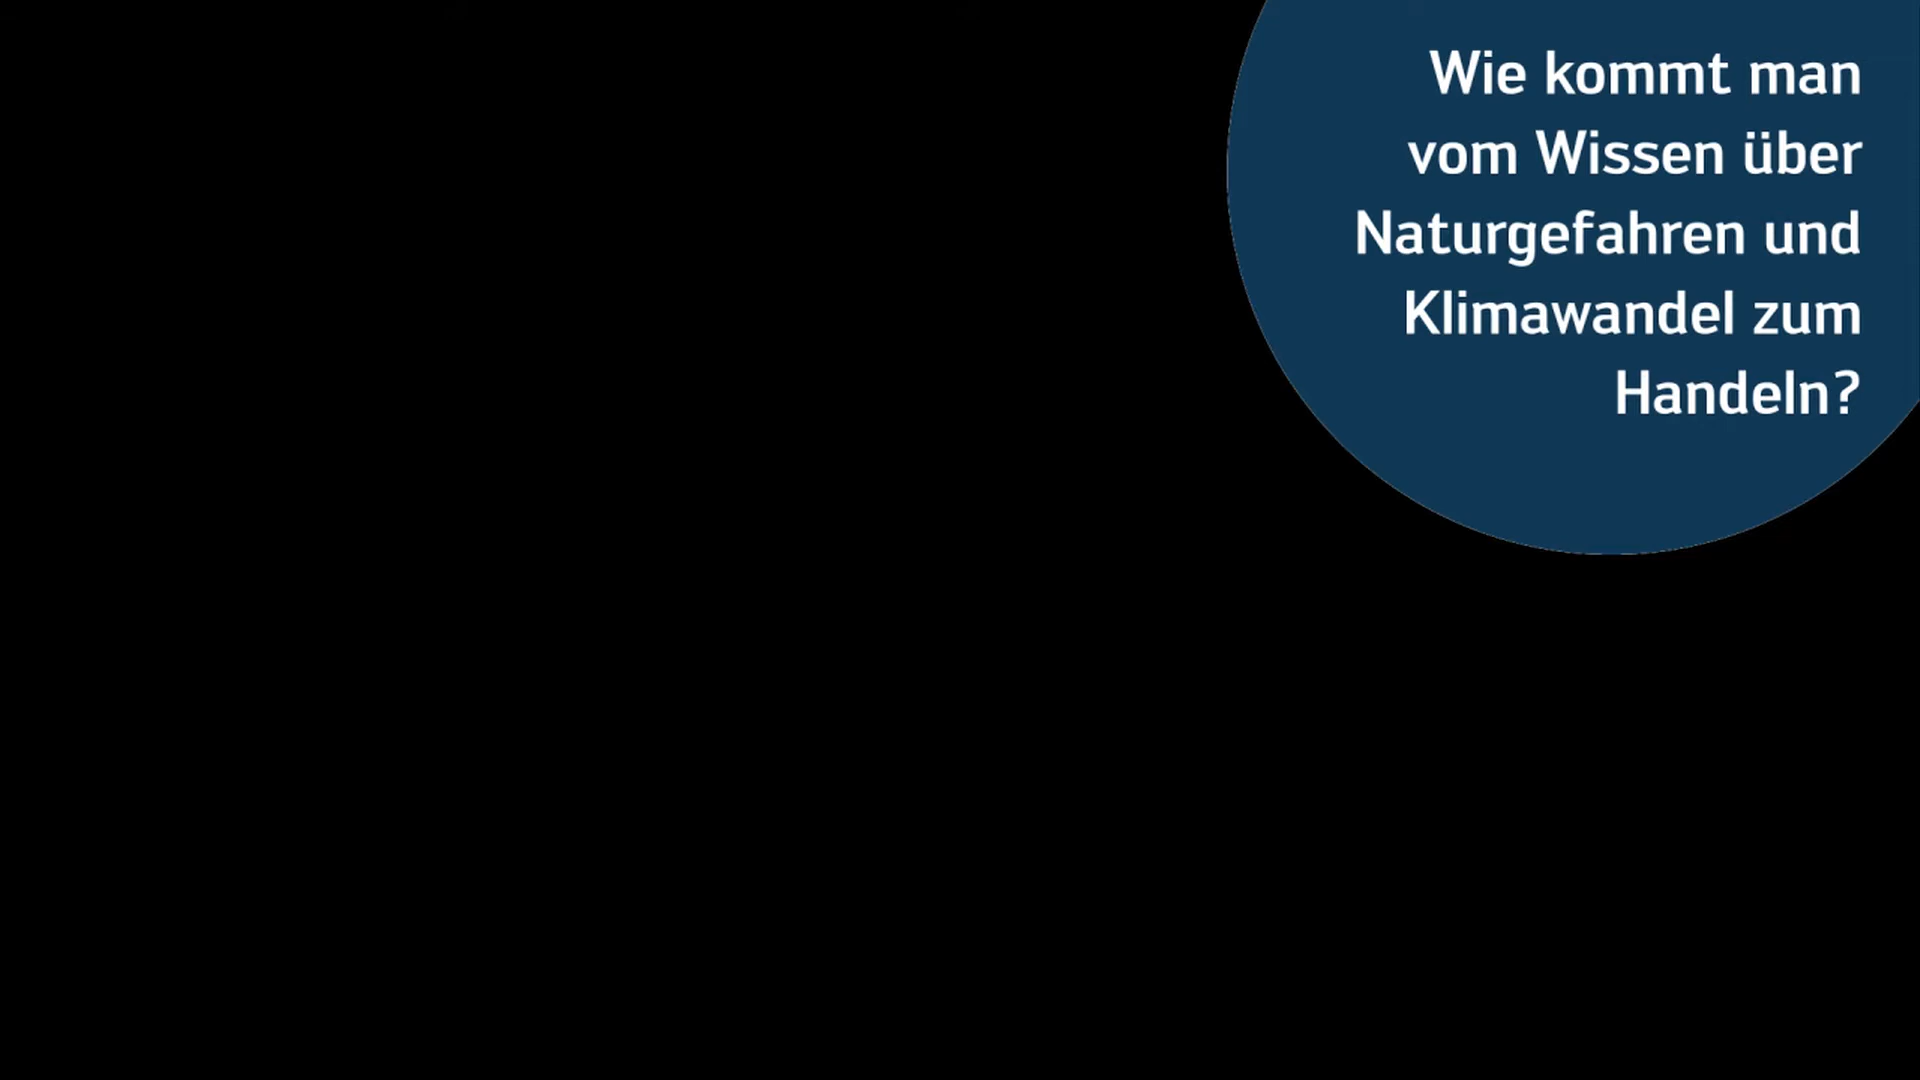 Wie kommt man
vom Wissen über
Naturgefahren und
Klimawandel zum
Handeln?